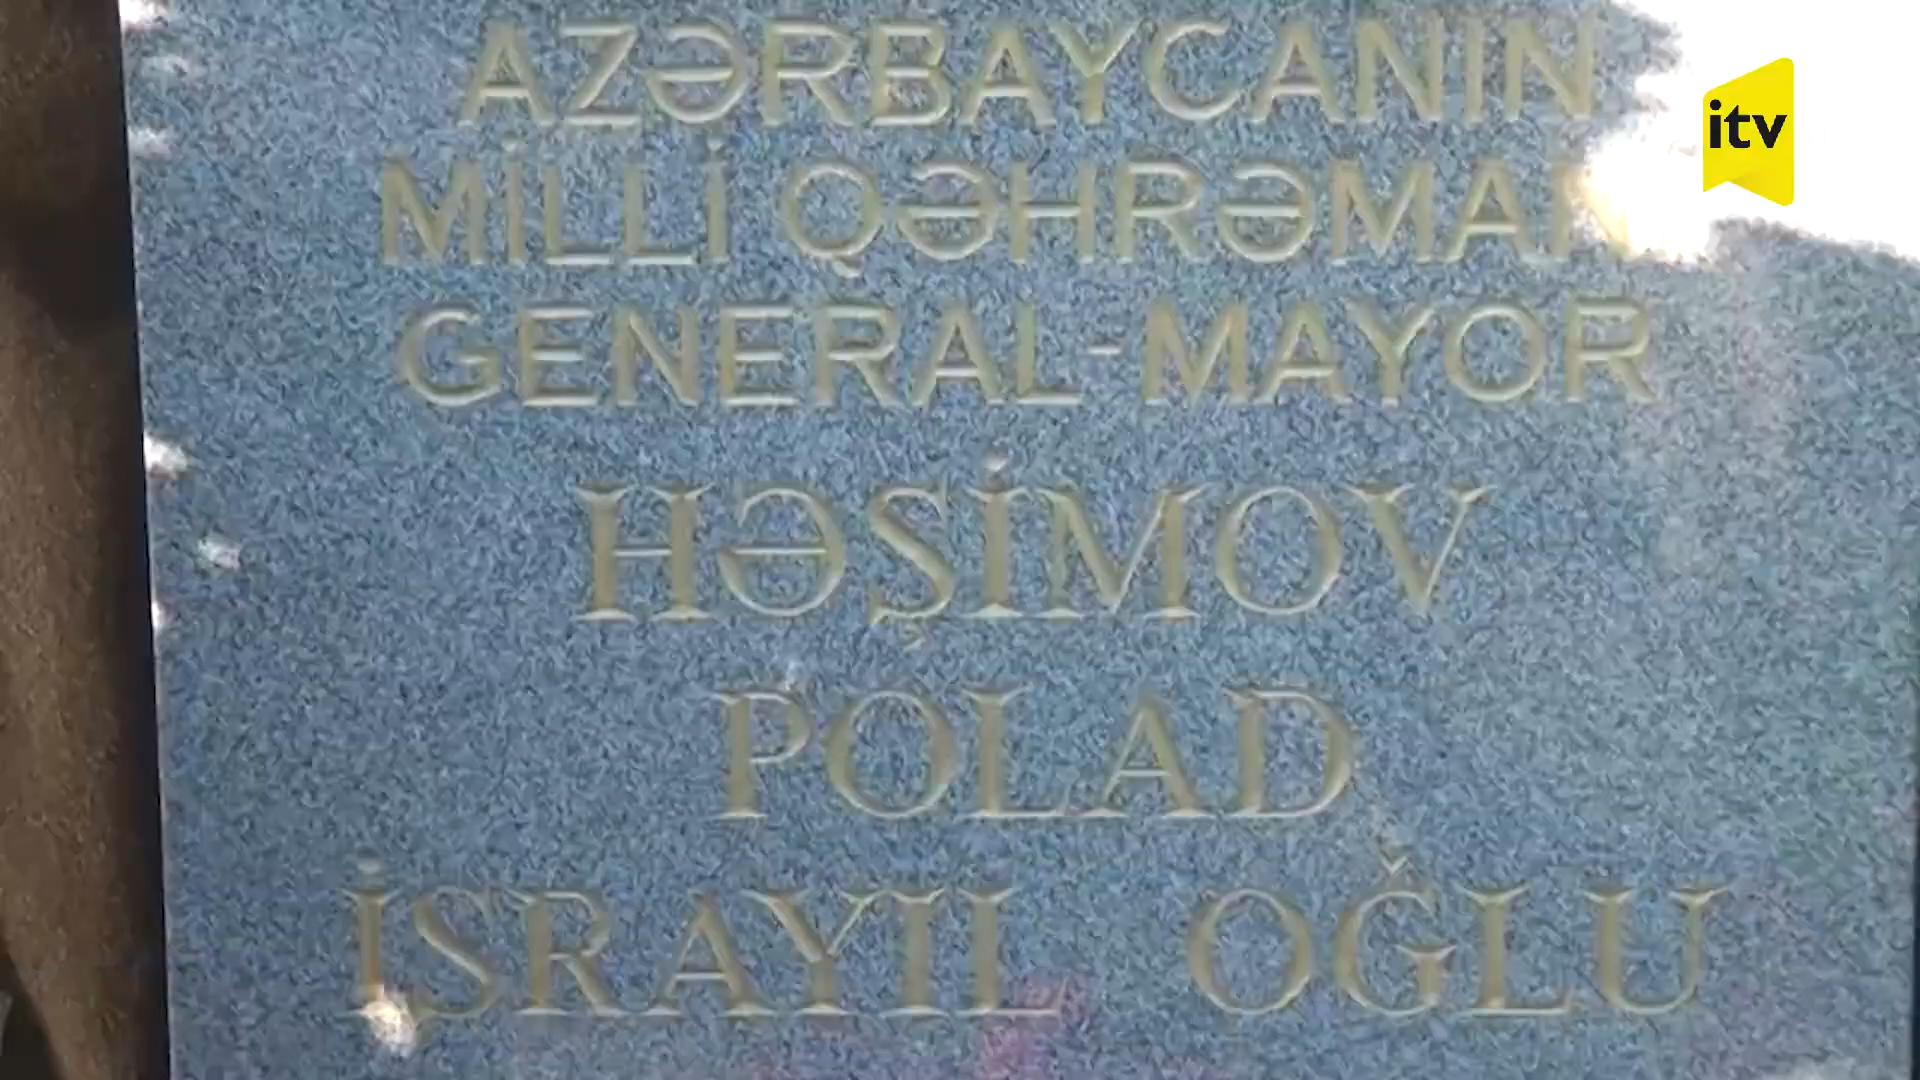 AZƏRBAYCANIN
MİLLİ QƏHRƏMANI
GENERAL-MAYOR
HƏŞİMOV
POLAD
İSRAYIL OĞLU
itv